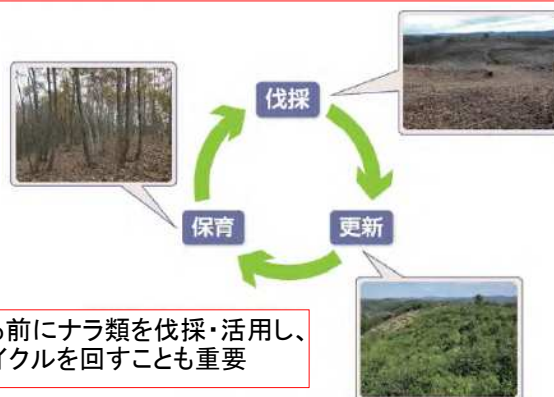 伐採
保育
更新
前にナラ類を伐採・活用し、
イクルを回すことも重要